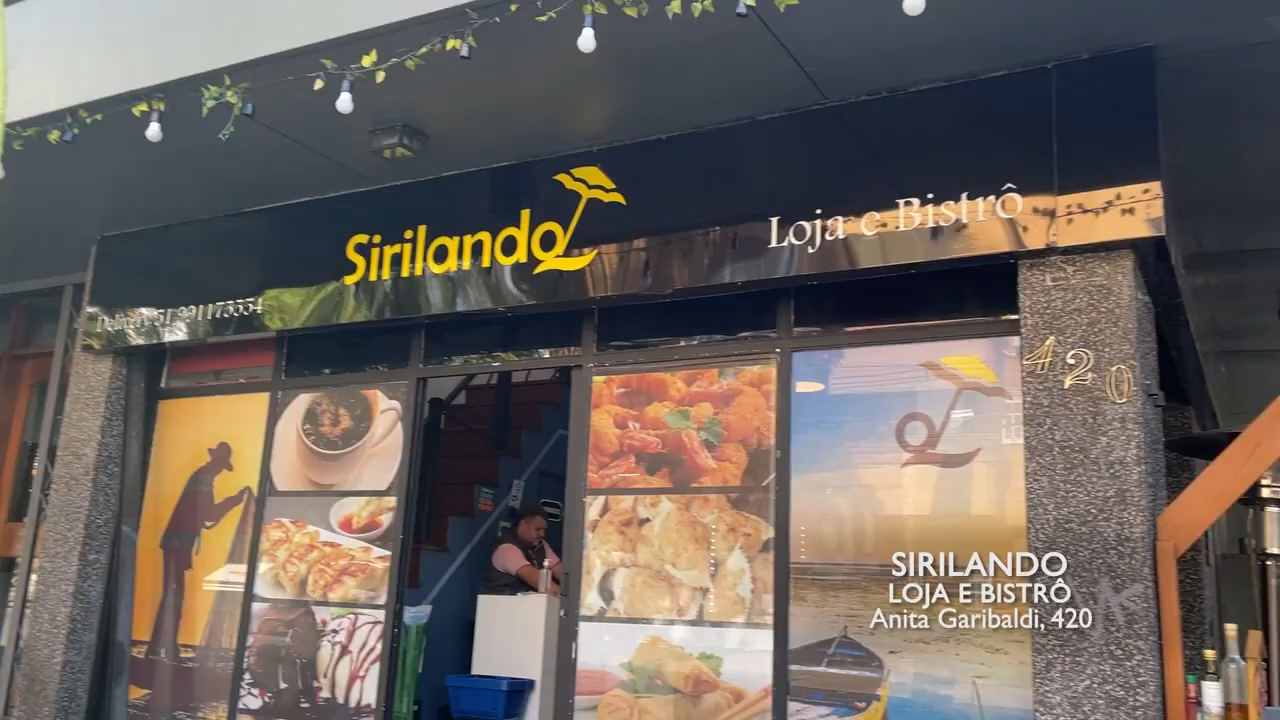 Sirilando
Loja e Bistrô
420
SIRILANDO
LOJA E BISTRÔ
Anita Garibaldi, 420